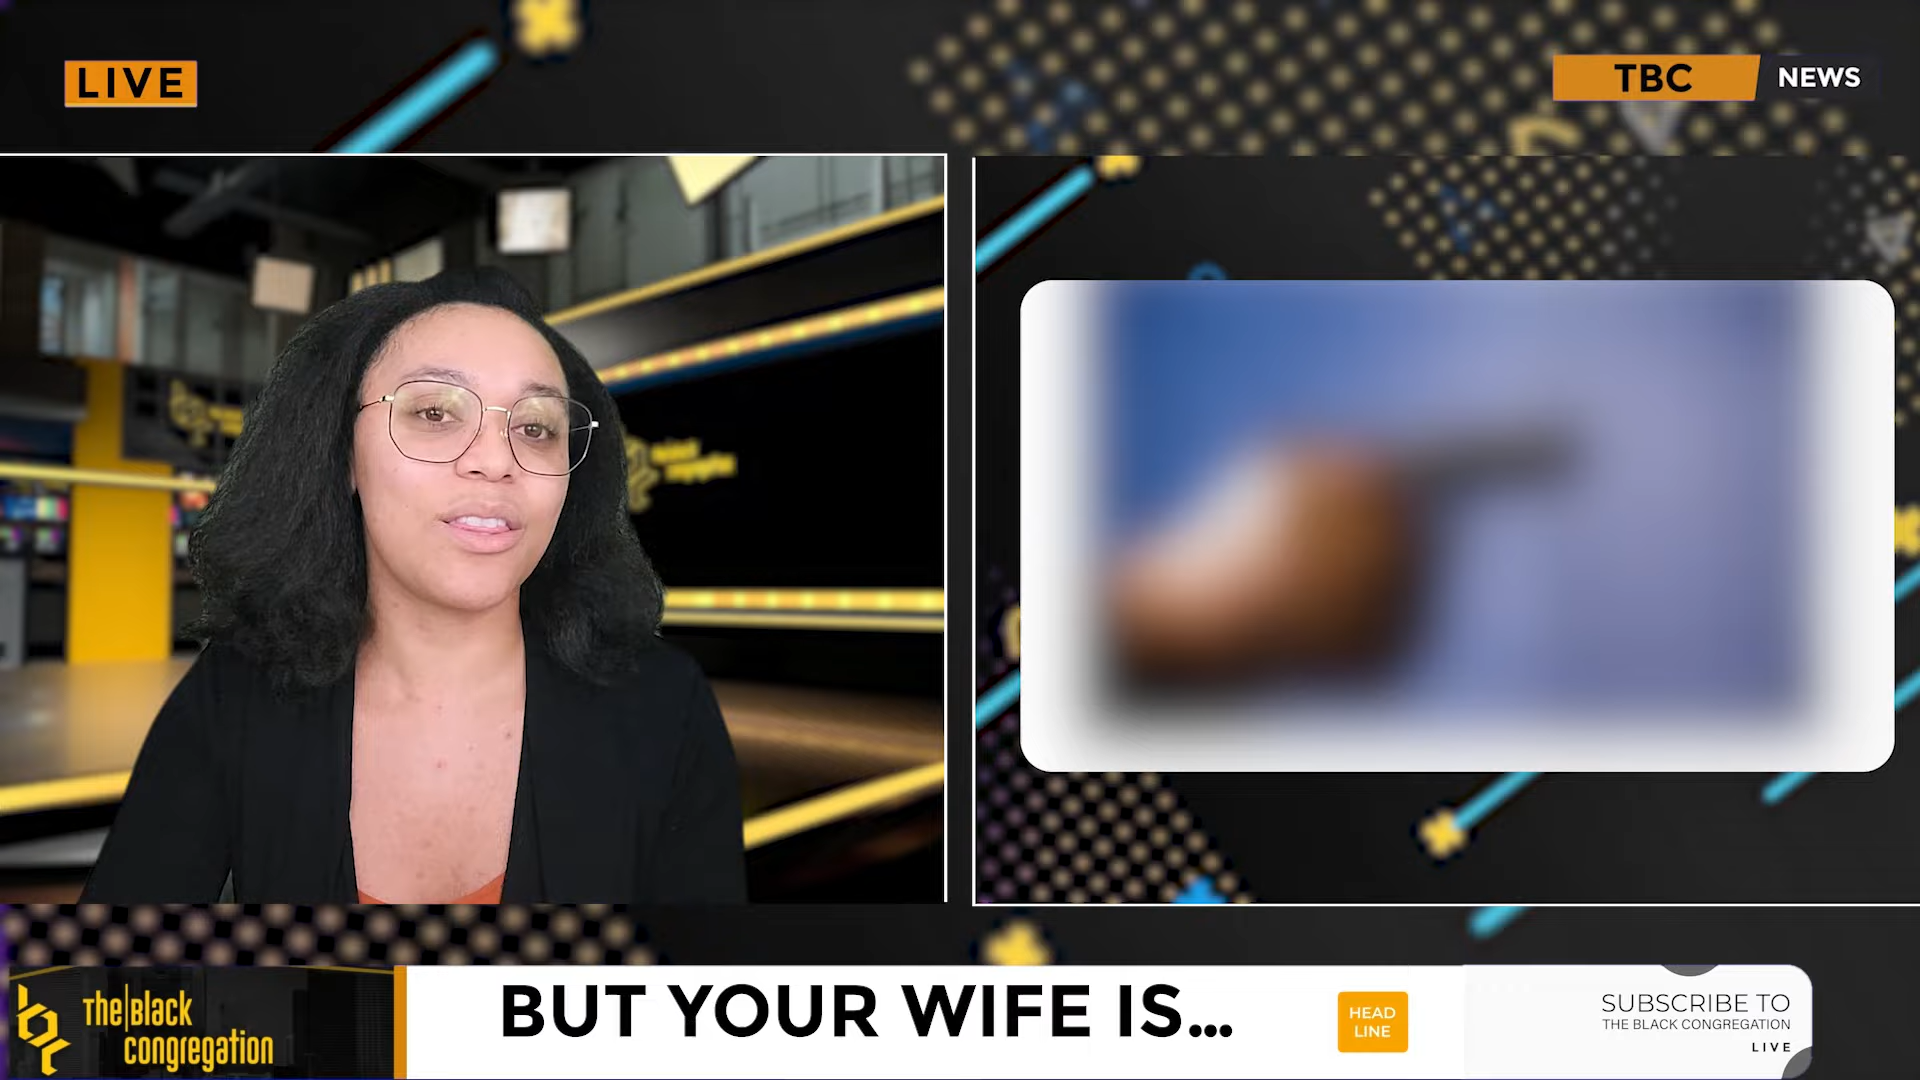 LIVE
TBC NEWS
BUT YOUR WIFE IS...
HEAD
LINE
SUBSCRIBE TO
THE BLACK CONGREGATION
LIVE
The Black
congregation